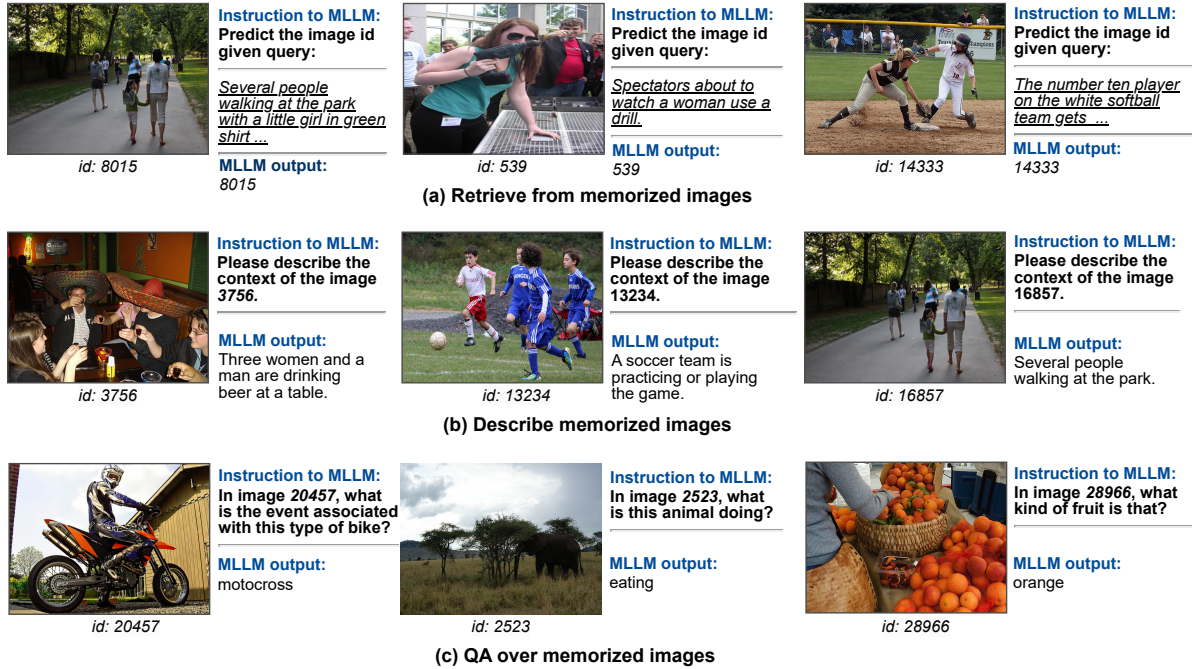 Instruction to MLLM:
Predict the image id
given query:
Several people
walking at the park
with a little girl in green
shirt ...
MLLM output:
8015
id: 8015
Instruction to MLLM:
Predict the image id
given query:
Spectators about to
watch a woman use a
drill.
MLLM output:
539
id: 539
Instruction to MLLM:
Predict the image id
given query:
The number ten player
on the white softball
team gets ...
MLLM output:
14333
id: 14333
(a) Retrieve from memorized images
Instruction to MLLM:
Please describe the
context of the image
3756.
MLLM output:
Three women and a
man are drinking
beer at a table.
id: 3756
Instruction to MLLM:
Please describe the
context of the image
13234.
MLLM output:
A soccer team is
practicing or playing
the game.
id: 13234
Instruction to MLLM:
Please describe the
context of the image
16857.
MLLM output:
Several people
walking at the park.
id: 16857
(b) Describe memorized images
Instruction to MLLM:
In image 20457, what
is the event associated
with this type of bike?
MLLM output:
motocross
id: 20457
Instruction to MLLM:
In image 2523, what
is this animal doing?
MLLM output:
eating
id: 2523
Instruction to MLLM:
In image 28966, what
kind of fruit is that?
MLLM output:
orange
id: 28966
(c) QA over memorized images